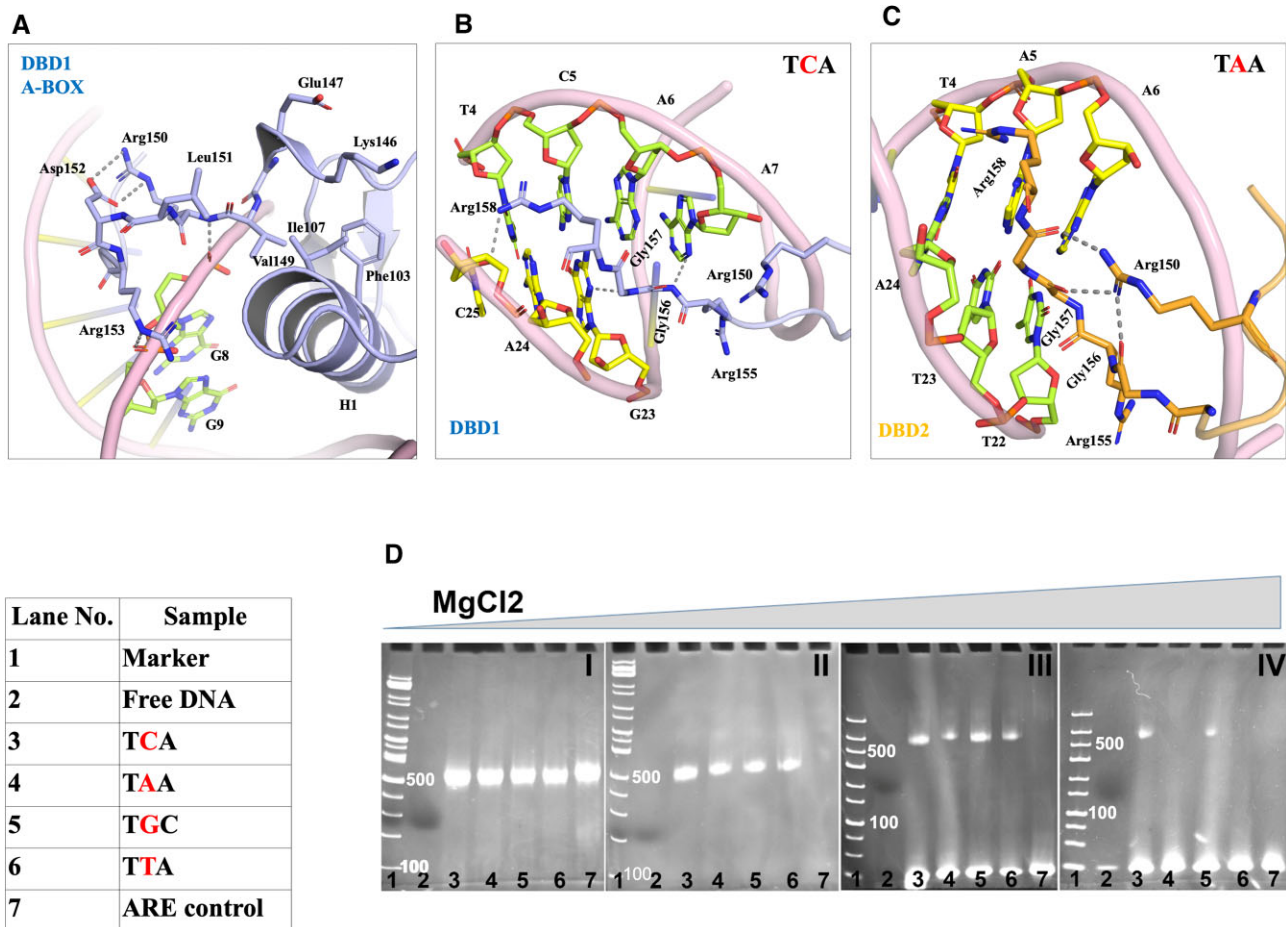 A
DBD1
A-BOX
Glu147
Arg150
Lys146
Asp152
Leu151
Ile107
Val149
Phe103
Arg153
G8
H1
G9
B
TCA
C5
T4
A6
A7
Arg158
Gly157
Arg150
C25
Gly156
A24
Arg155
G23
DBD1
C
TAA
A5
T4
A6
Arg158
Arg150
A24
Gly157
T23
Gly156
DBD2
Arg155
T22
Lane No. Sample
1 Marker
2 Free DNA
3 TCA
4 TAA
5 TGC
6 TTA
7 ARE control
D
MgCl2
I
500
100
1 2 3 4 5 6 7
II
500
100
1 2 3 4 5 6 7
III
500
100
1 2 3 4 5 6 7
IV
500
100
1 2 3 4 5 6 7